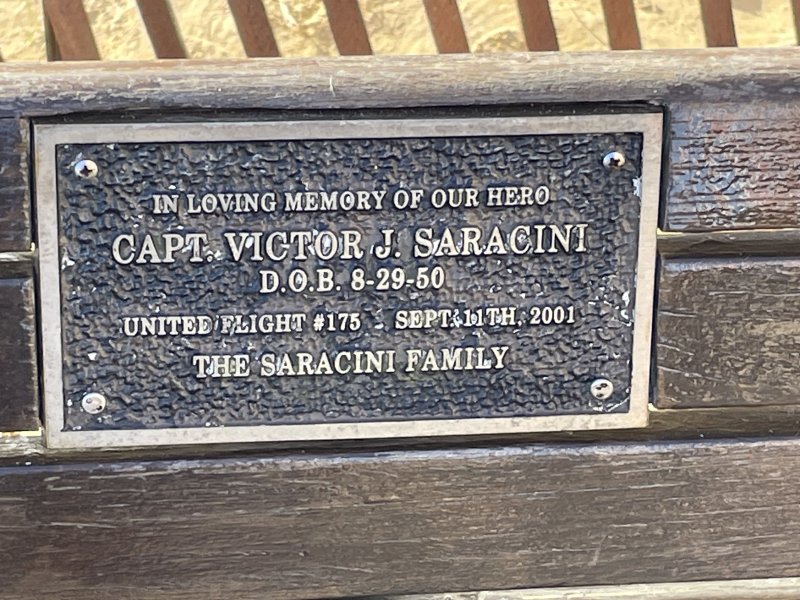 IN LOVING MEMORY OF OUR HERO
CAPT. VICTOR J. SARACINI
D.O.B. 8-29-50
UNITED FLIGHT #175 - SEPT. 11TH, 2001
THE SARACINI FAMILY